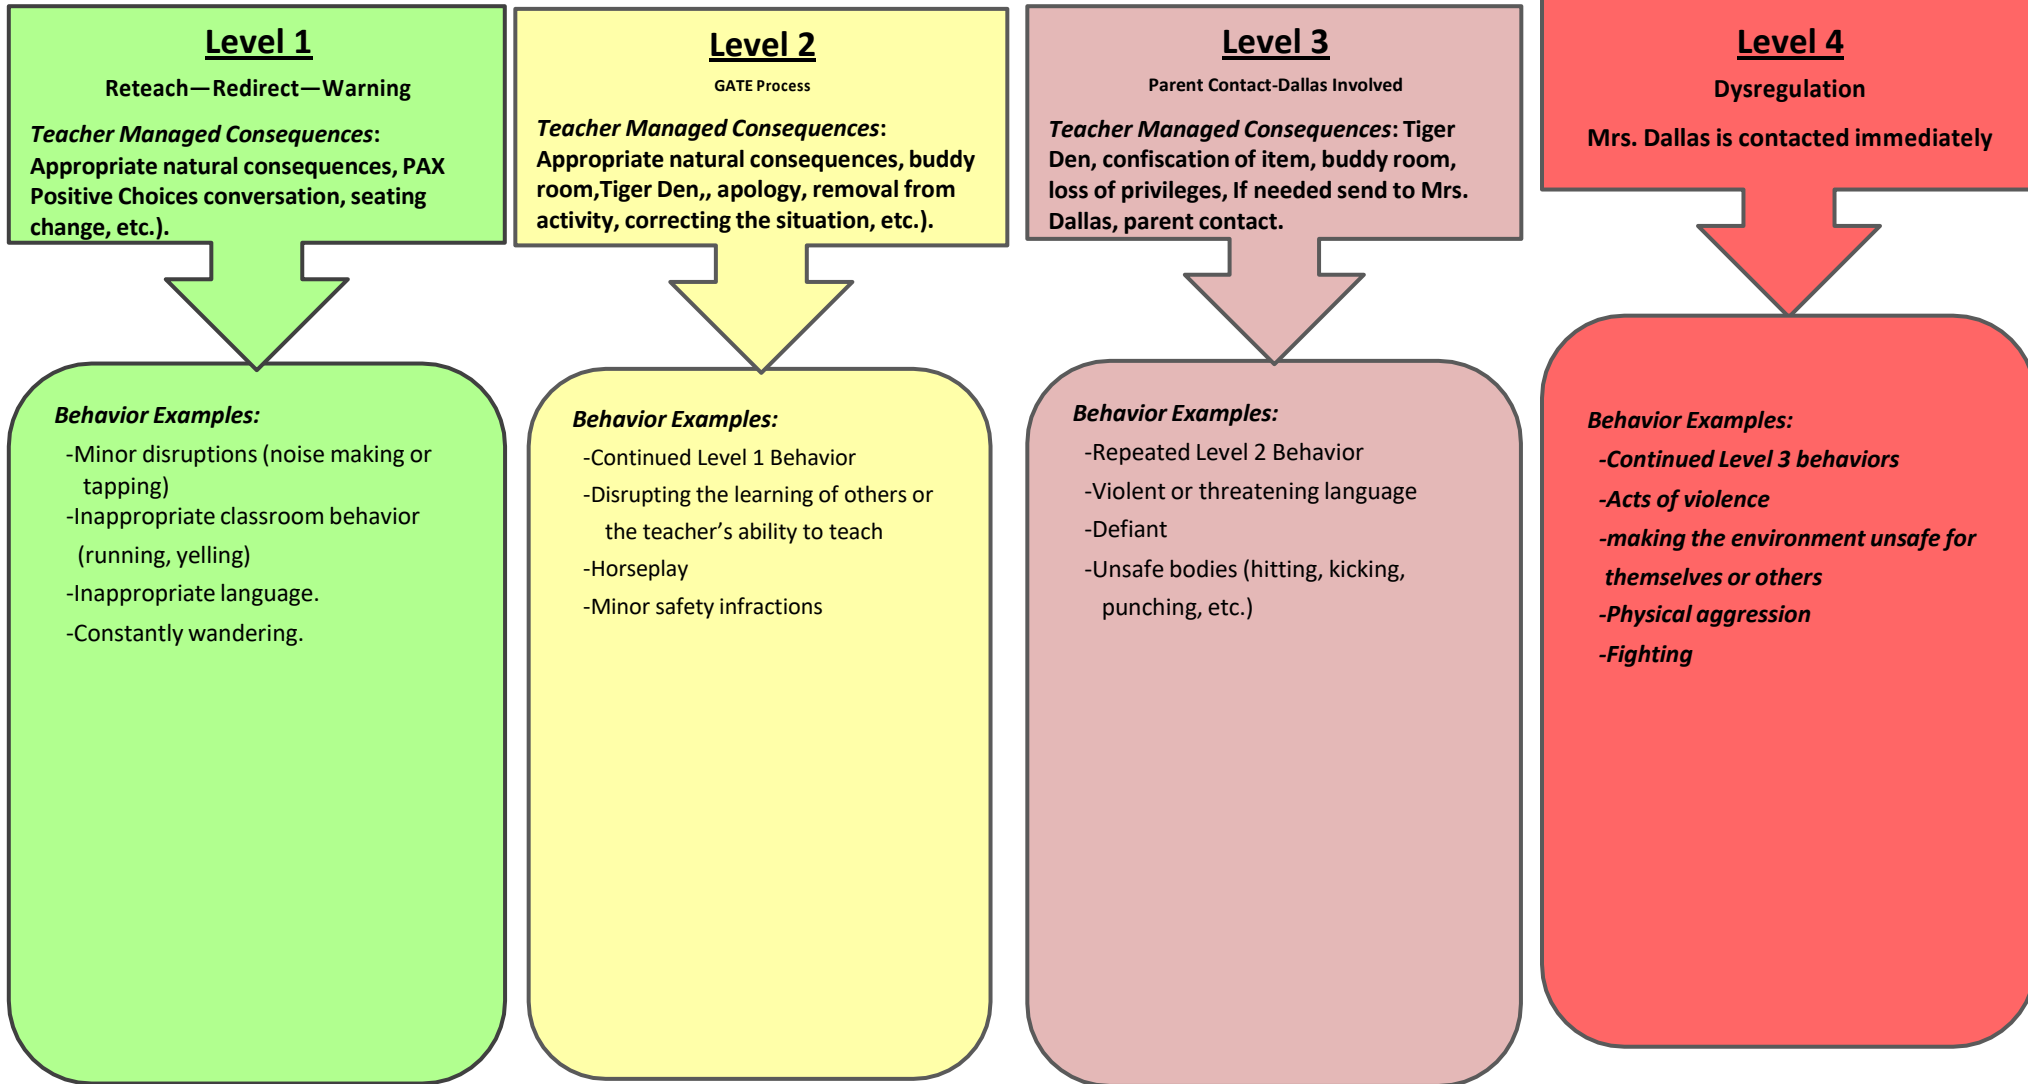 Level 1
Reteach—Redirect—Warning
Teacher Managed Consequences:
Appropriate natural consequences, PAX
Positive Choices conversation, seating
change, etc.).
Behavior Examples:
-Minor disruptions (noise making or
tapping)
-Inappropriate classroom behavior
(running, yelling)
-Inappropriate language.
-Constantly wandering.
Level 2
GATE Process
Teacher Managed Consequences:
Appropriate natural consequences, buddy
room,Tiger Den,, apology, removal from
activity, correcting the situation, etc.).
Behavior Examples:
-Continued Level 1 Behavior
-Disrupting the learning of others or
the teacher’s ability to teach
-Horseplay
-Minor safety infractions
Level 3
Parent Contact-Dallas Involved
Teacher Managed Consequences: Tiger
Den, confiscation of item, buddy room,
loss of privileges, If needed send to Mrs.
Dallas, parent contact.
Behavior Examples:
-Repeated Level 2 Behavior
-Violent or threatening language
-Defiant
-Unsafe bodies (hitting, kicking,
punching, etc.)
Level 4
Dysregulation
Mrs. Dallas is contacted immediately
Behavior Examples:
-Continued Level 3 behaviors
-Acts of violence
-making the environment unsafe for
themselves or others
-Physical aggression
-Fighting